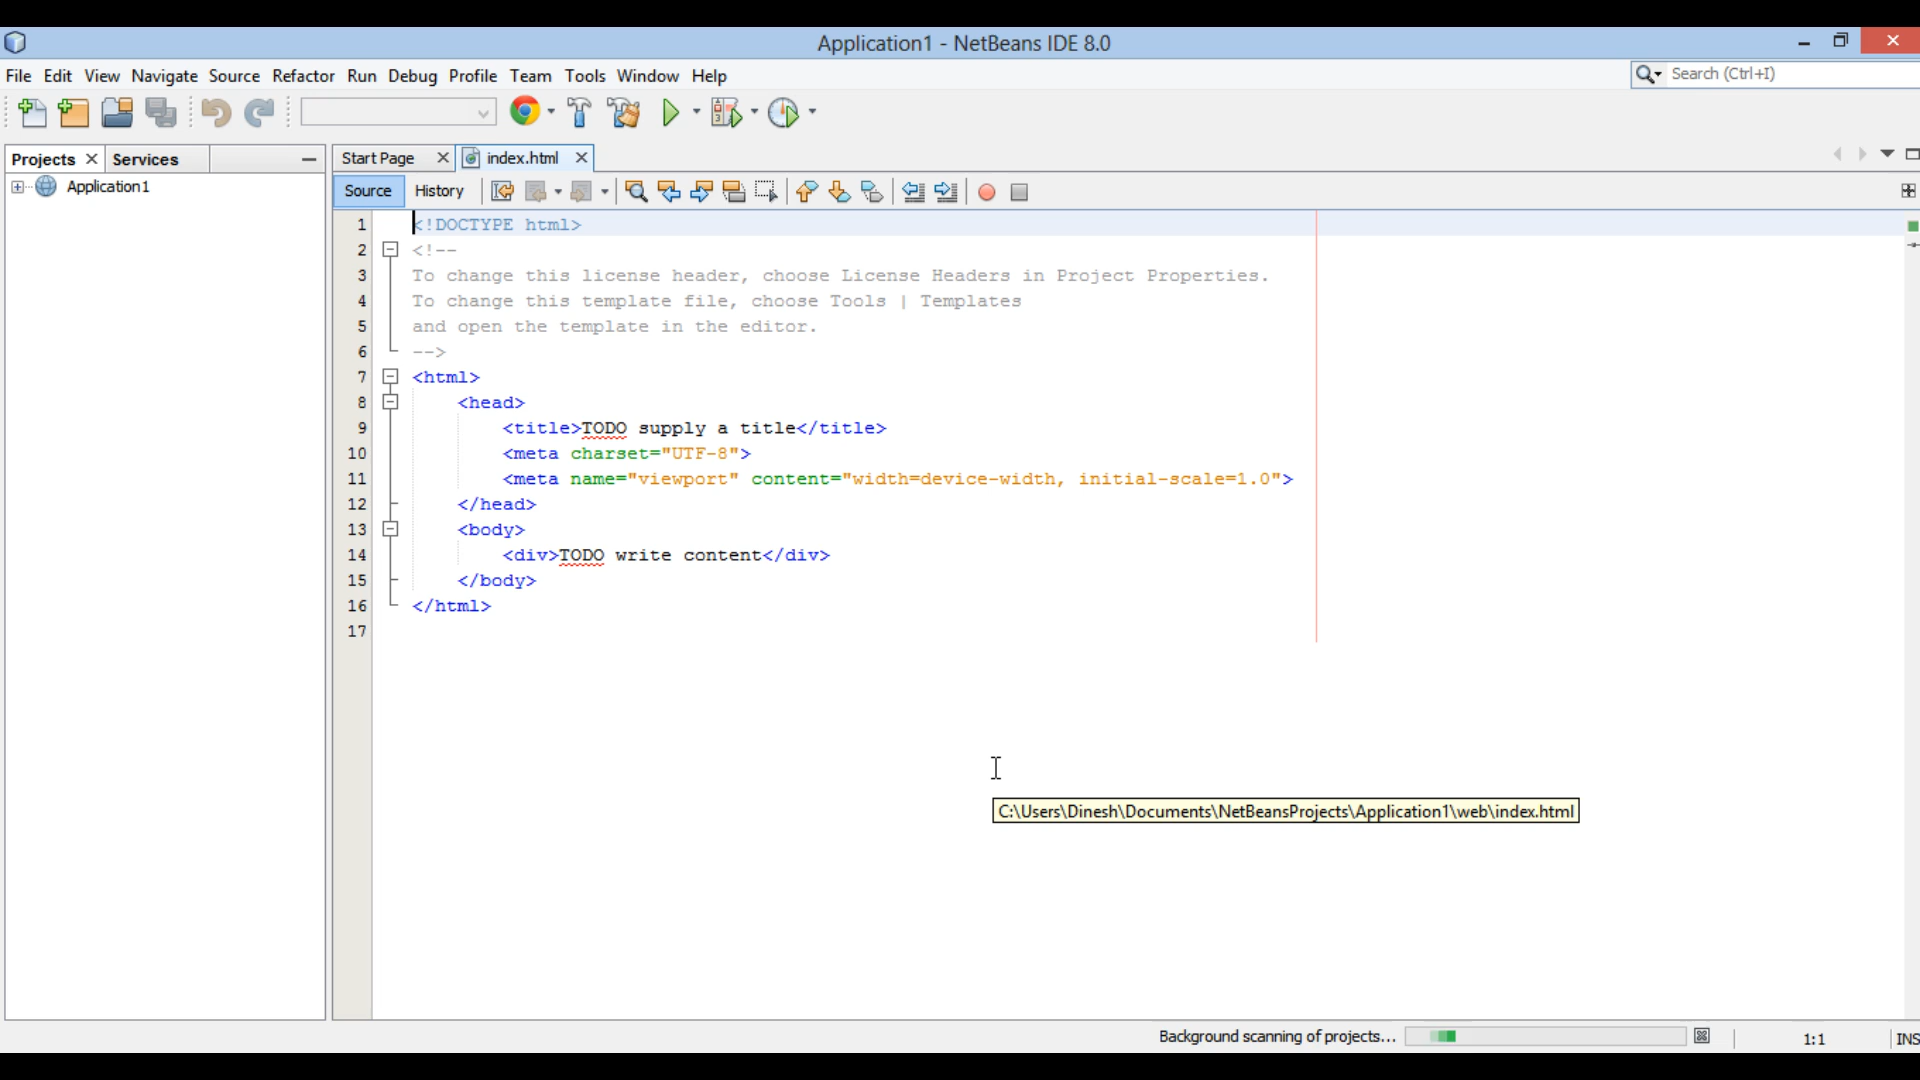 Application1 - NetBeans IDE 8.0
File Edit View Navigate Source Refactor Run Debug Profile Team Tools Window Help
Search (Ctrl+I)
Projects Services
Start Page index.html
Application1
Source History
1 <!DOCTYPE html>
2 <!--
3 To change this license header, choose License Headers in Project Properties.
4 To change this template file, choose Tools | Templates
5 and open the template in the editor.
6 -->
7 <html>
8 <head>
9 <title>TODO supply a title</title>
10 <meta charset="UTF-8">
11 <meta name="viewport" content="width=device-width, initial-scale=1.0">
12 </head>
13 <body>
14 <div>TODO write content</div>
15 </body>
16 </html>
17
C:\Users\Dinesh\Documents\NetBeansProjects\Application1\web\index.html
Background scanning of projects...
1:1
INS